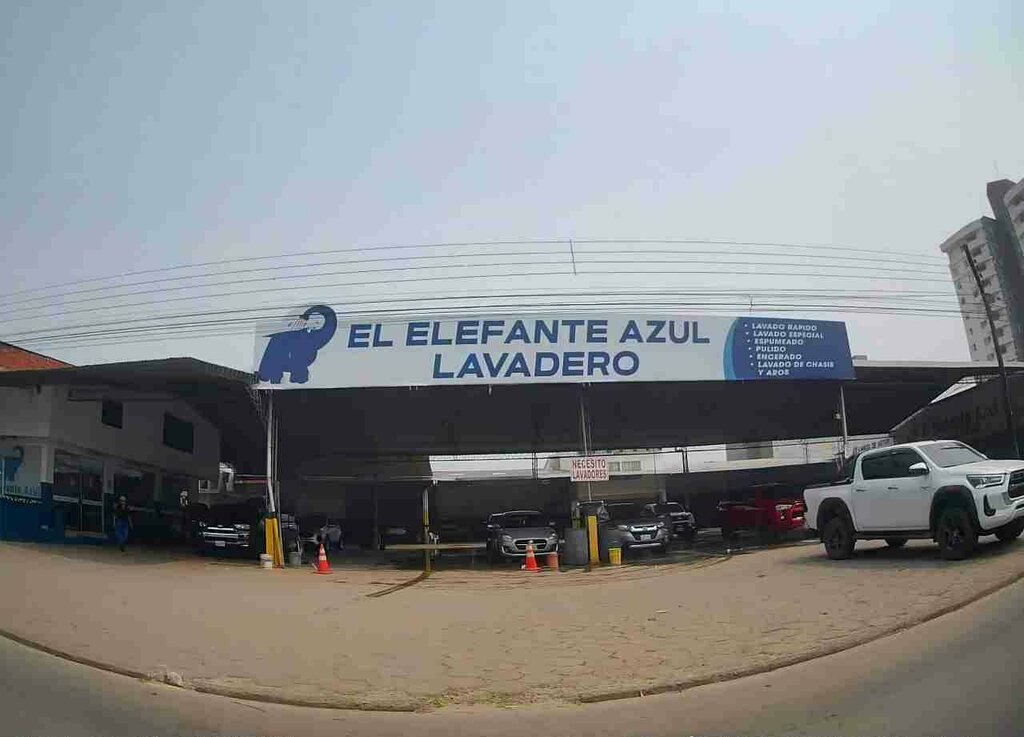 EL ELEFANTE AZUL
LAVADERO
• LAVADO RAPIDO
• LAVADO ESPECIAL
• ESPUMEADO
• PULIDO
• ENCERADO
• LAVADO DE CHASIS
Y AROS
NECESITO
LAVADORES